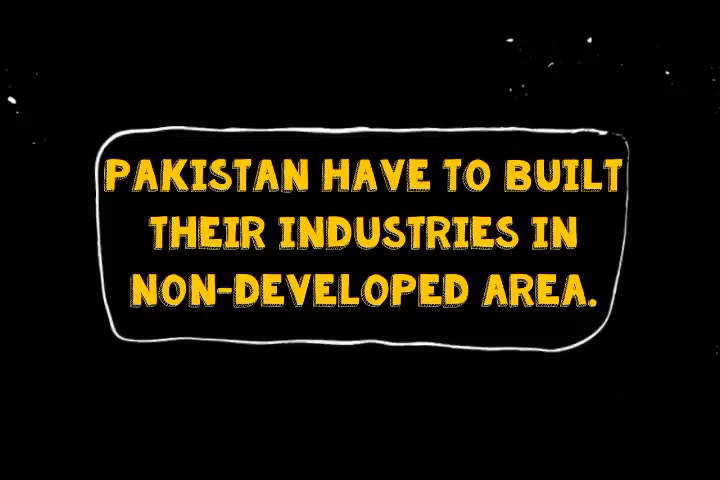 PAKISTAN HAVE TO BUILT
THEIR INDUSTRIES IN
NON-DEVELOPED AREA.